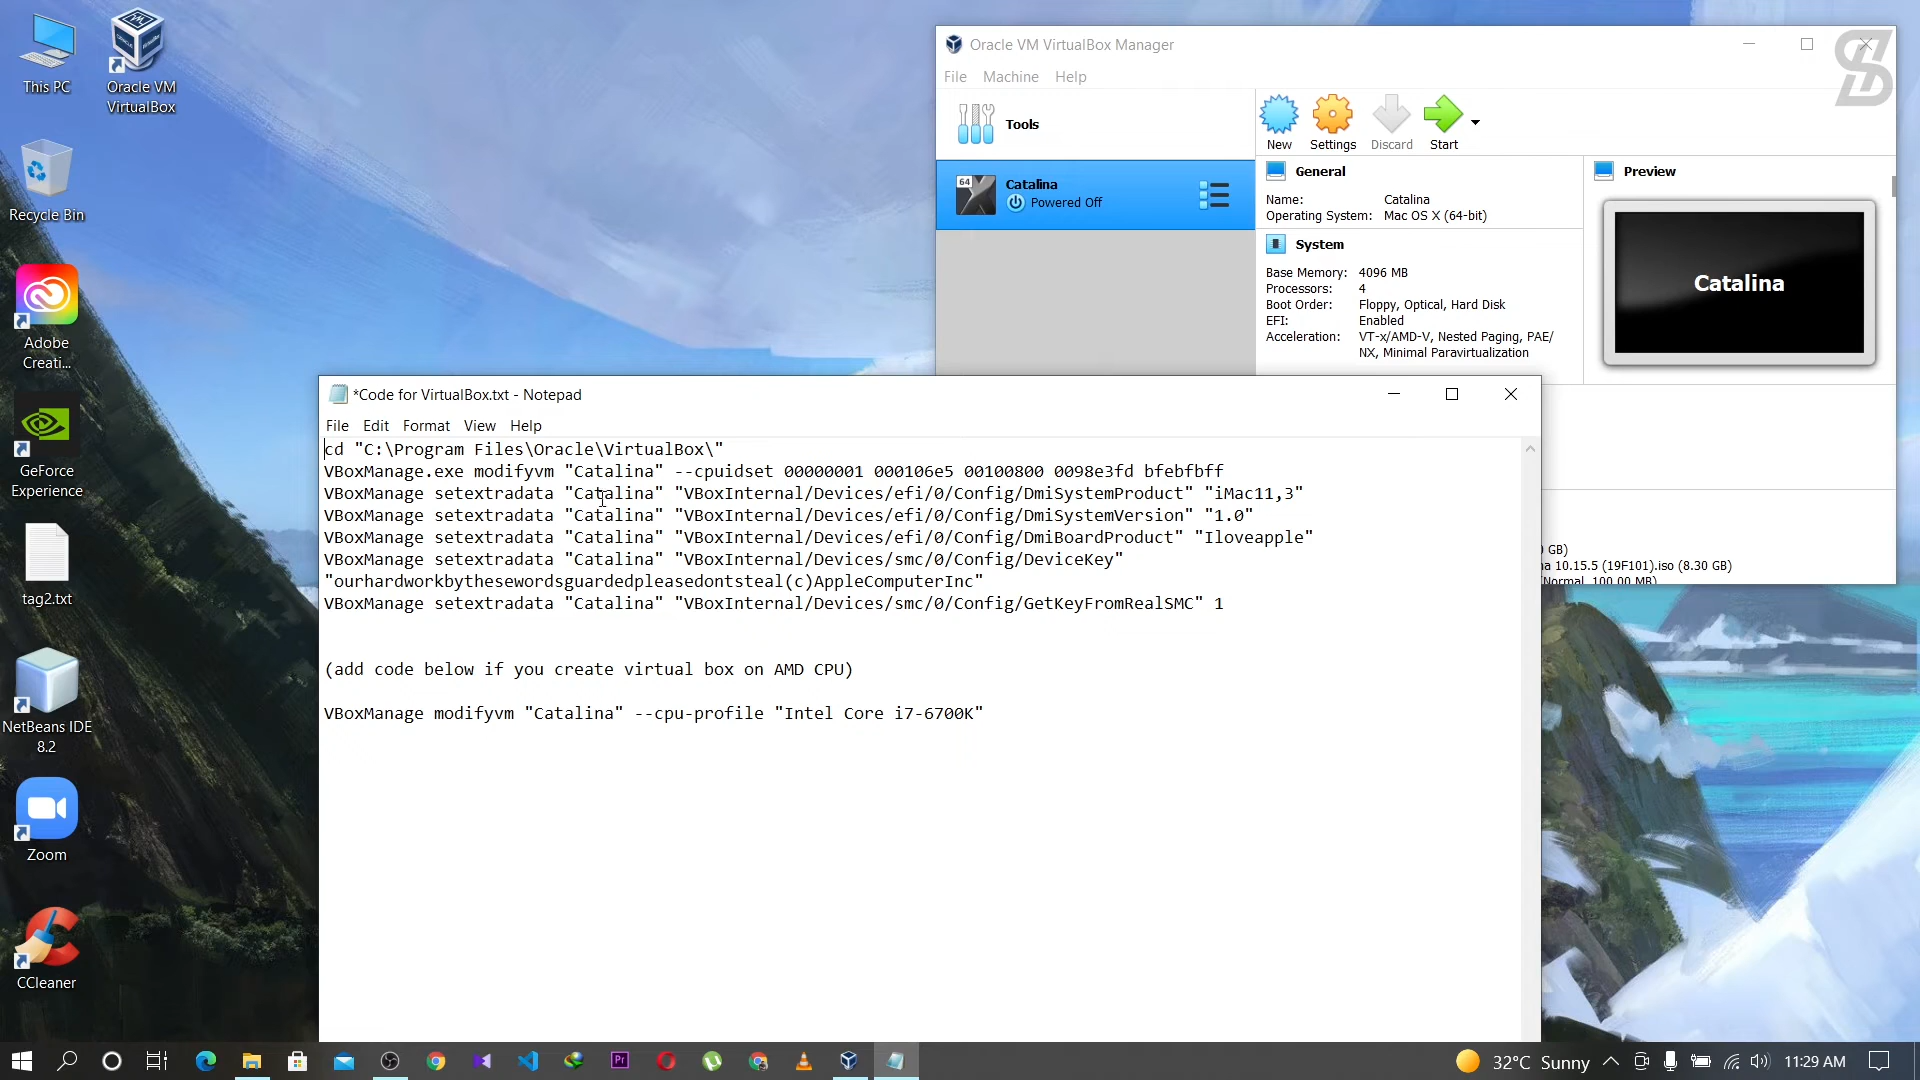 This PC
Oracle VM
VirtualBox
Recycle Bin
Adobe
Creati...
GeForce
Experience
tag2.txt
NetBeans IDE
8.2
Zoom
CCleaner
Oracle VM VirtualBox Manager
File Machine Help
Tools
New Settings Discard Start
64
Catalina
Powered Off
General
Name: Catalina
Operating System: Mac OS X (64-bit)
System
Base Memory: 4096 MB
Processors: 4
Boot Order: Floppy, Optical, Hard Disk
EFI: Enabled
Acceleration: VT-x/AMD-V, Nested Paging, PAE/
NX, Minimal Paravirtualization
Preview
Catalina
GB)
10.15.5 (19F101).iso (8.30 GB)
(Normal, 100.00 MB)
*Code for VirtualBox.txt - Notepad
File Edit Format View Help
cd "C:\Program Files\Oracle\VirtualBox\"
VBoxManage.exe modifyvm "Catalina" --cpuidset 00000001 000106e5 00100800 0098e3fd bfebfbff
VBoxManage setextradata "Catalina" "VBoxInternal/Devices/efi/0/Config/DmiSystemProduct" "iMac11,3"
VBoxManage setextradata "Catalina" "VBoxInternal/Devices/efi/0/Config/DmiSystemVersion" "1.0"
VBoxManage setextradata "Catalina" "VBoxInternal/Devices/efi/0/Config/DmiBoardProduct" "Iloveapple"
VBoxManage setextradata "Catalina" "VBoxInternal/Devices/smc/0/Config/DeviceKey"
"ourhardworkbythesewordsguardedpleasedontsteal(c)AppleComputerInc"
VBoxManage setextradata "Catalina" "VBoxInternal/Devices/smc/0/Config/GetKeyFromRealSMC" 1
(add code below if you create virtual box on AMD CPU)
VBoxManage modifyvm "Catalina" --cpu-profile "Intel Core i7-6700K"
Pr
32°C Sunny
11:29 AM